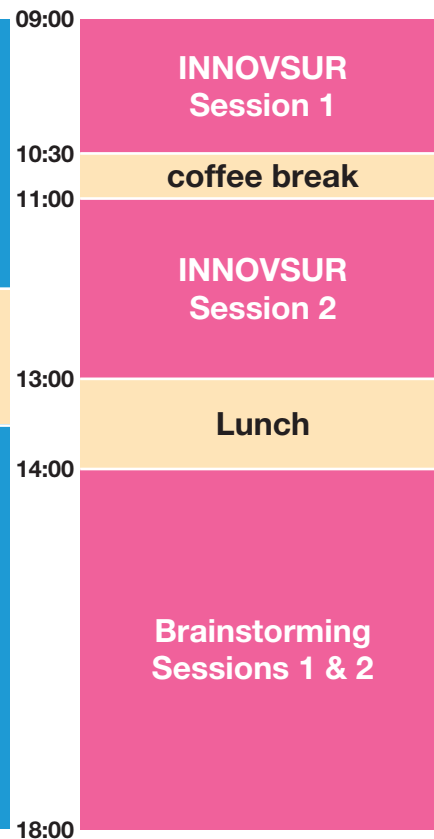 09:00
INNOVSUR
Session 1
10:30
coffee break
11:00
INNOVSUR
Session 2
13:00
Lunch
14:00
Brainstorming
Sessions 1 & 2
18:00